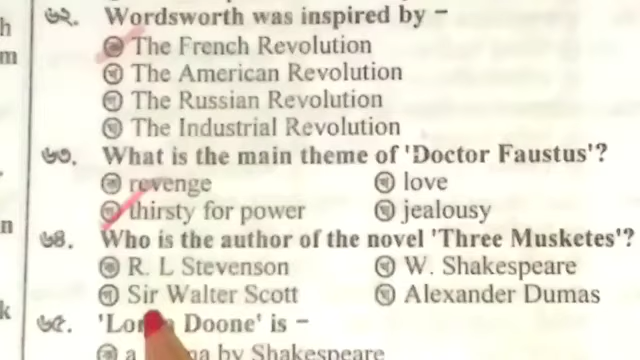 ৬২. Wordsworth was inspired by –
ক The French Revolution
খ The American Revolution
গ The Russian Revolution
ঘ The Industrial Revolution
৬৩. What is the main theme of 'Doctor Faustus'?
ক revenge খ love
গ thirsty for power ঘ jealousy
৬৪. Who is the author of the novel 'Three Musketes'?
ক R. L Stevenson খ W. Shakespeare
গ Sir Walter Scott ঘ Alexander Dumas
৬৫. Doone' is –
ক a by Shakespeare